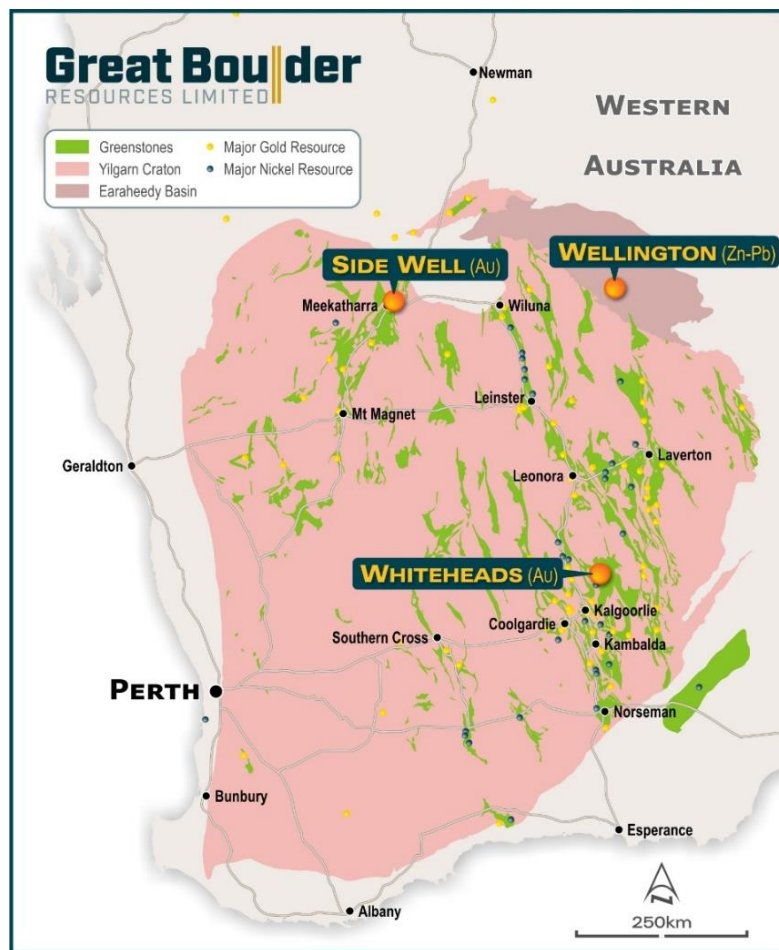 Great Boulder
RESOURCES LIMITED
Greenstones
Yilgarn Craton
Earaheedy Basin
Major Gold Resource
Major Nickel Resource
Newman
WESTERN
AUSTRALIA
SIDE WELL (Au)
WELLINGTON (Zn-Pb)
Meekatharra
Wiluna
Leinster
Mt Magnet
Laverton
Geraldton
Leonora
WHITEHEADS (Au)
Kalgoorlie
Coolgardie
Southern Cross
Kambalda
PERTH
Norseman
Bunbury
Esperance
Albany
250km